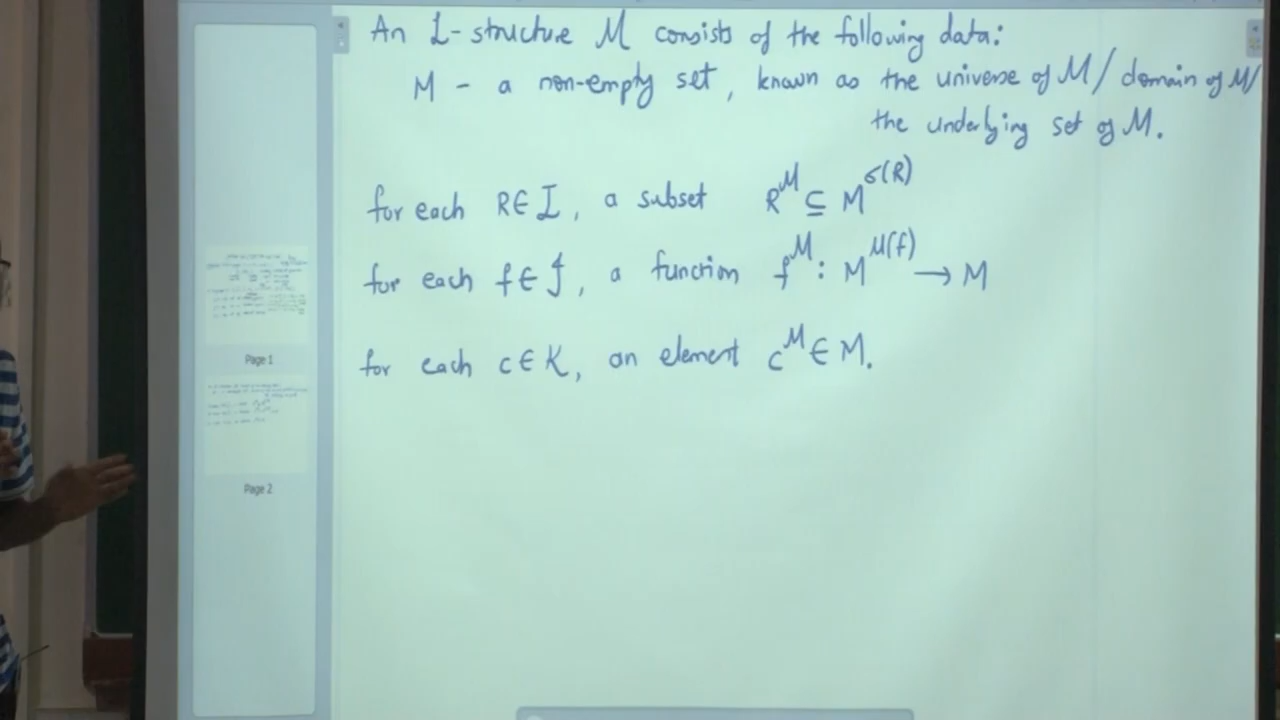 An L-structure M consists of the following data:
M - a non-empty set, known as the universe of M/ domain of M/
the underlying set of M.
for each R ∈ I, a subset R^M ⊆ M^σ(R)
for each f ∈ J, a function f^M : M^μ(f) → M
for each c ∈ K, an element c^M ∈ M.
Page 1
Page 2